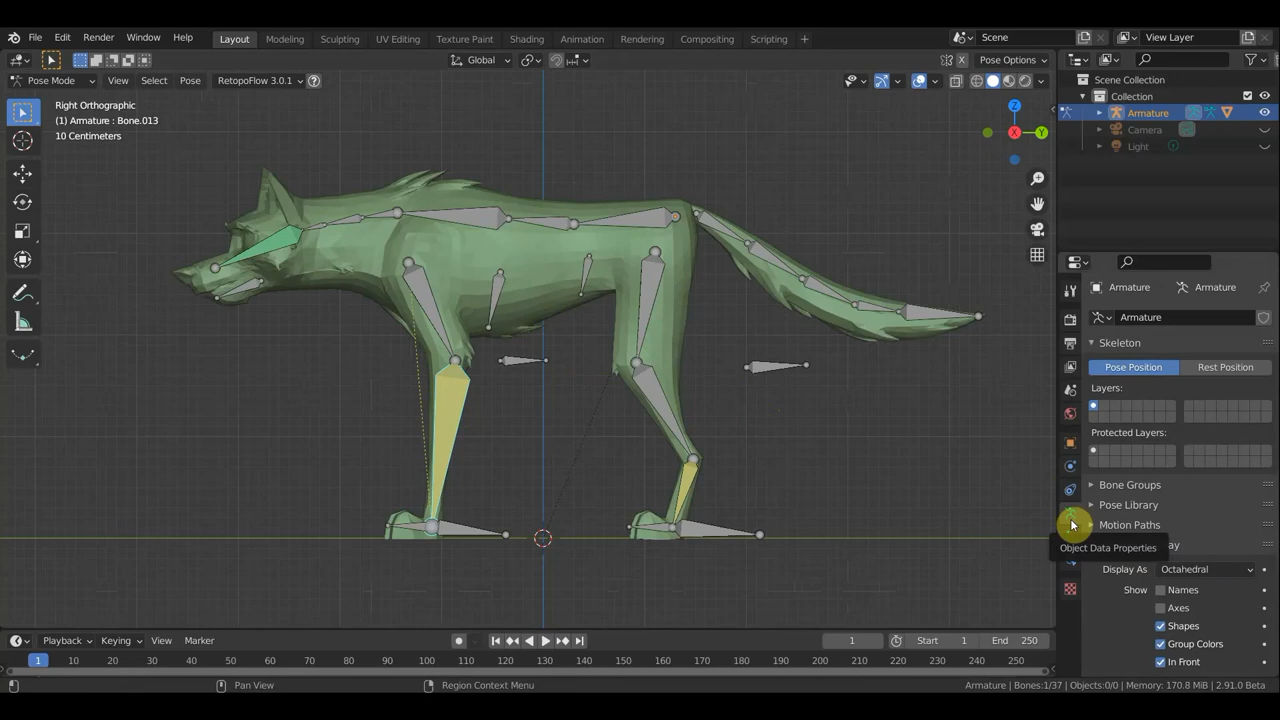 File Edit Render Window Help Layout Modeling Sculpting UV Editing Texture Paint Shading Animation Rendering Compositing Scripting + Scene View Layer
Global X Pose Options
Pose Mode View Select Pose RetopoFlow 3.0.1 ?
Right Orthographic
(1) Armature : Bone.013
10 Centimeters
Z
X
Y
Scene Collection
Collection
Armature
Camera
Light
Armature Armature
Armature
Skeleton
Pose Position Rest Position
Layers:
Protected Layers:
Bone Groups
Pose Library
Motion Paths
Object Data Properties
ay
Display As Octahedral
Show Names
Axes
Shapes
Group Colors
In Front
Playback Keying View Marker 1 Start 1 End 250
1 10 20 30 40 50 60 70 80 90 100 110 120 130 140 150 160 170 180 190 200 210 220 230 240 250
Pan View Region Context Menu Armature | Bones:1/37 | Objects:0/0 | Memory: 170.8 MiB | 2.91.0 Beta